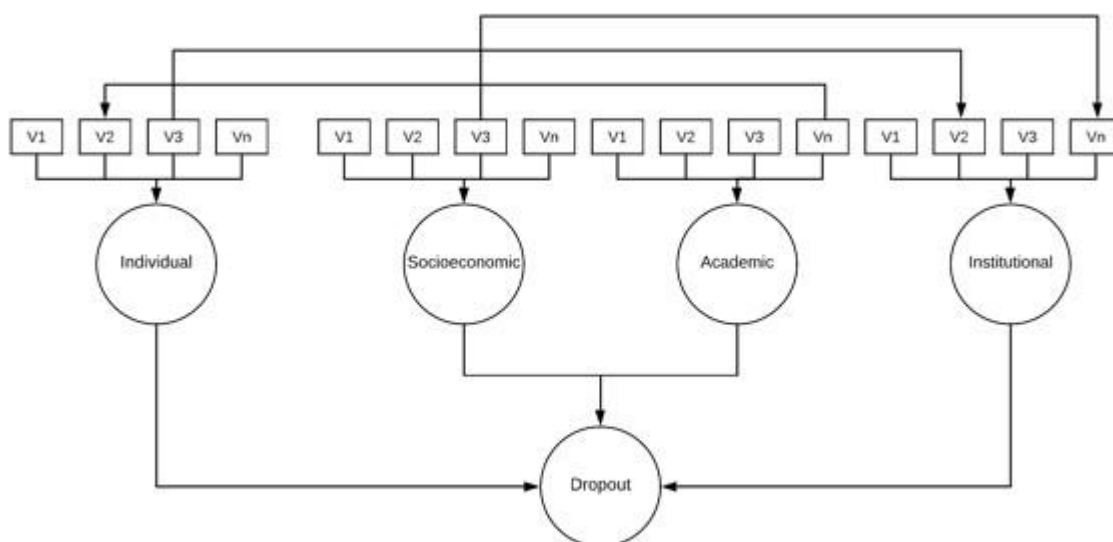 V1 V2 V3 Vn V1 V2 V3 Vn V1 V2 V3 Vn V1 V2 V3 Vn
Individual Socioeconomic Academic Institutional
Dropout